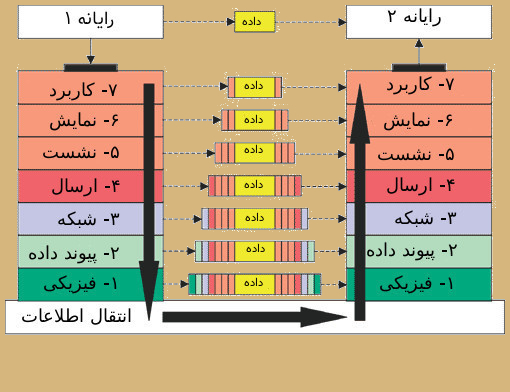 رایانه ۱
داده
رایانه ۲
۷- کاربرد
داده
۷- کاربرد
۶- نمایش
داده
۶- نمایش
۵- نشست
داده
۵- نشست
۴- ارسال
داده
۴- ارسال
۳- شبکه
داده
۳- شبکه
۲- پیوند داده
داده
۲- پیوند داده
۱- فیزیکی
داده
۱- فیزیکی
انتقال اطلاعات